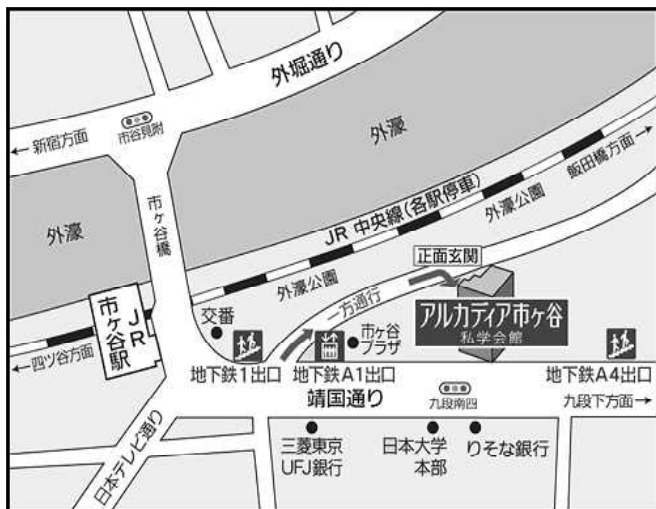 外堀通り
←新宿方面
市谷見附
外濠
飯田橋方面→
外濠
市ヶ谷橋
JR 中央線(各駅停車)
外濠公園
外濠公園
正面玄関
一方通行
アルカディア市ヶ谷
私学会館
JR
市ヶ谷駅
交番
市ヶ谷
プラザ
←四ツ谷方面
地下鉄1出口
地下鉄A1出口
地下鉄A4出口
靖国通り
九段南四
九段下方面→
日本テレビ通り
三菱東京
UFJ銀行
日本大学
本部
りそな銀行